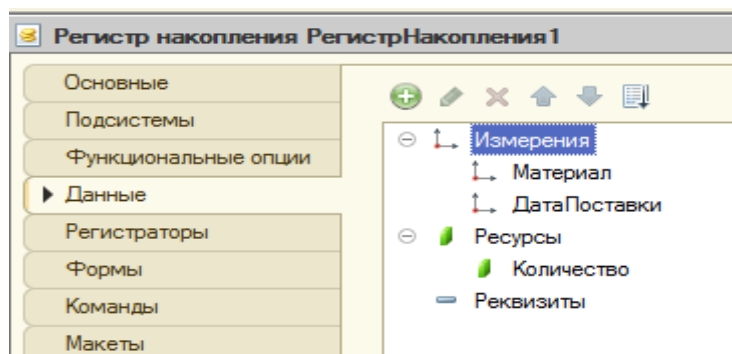 Регистр накопления РегистрНакопления1
Основные
Подсистемы
Функциональные опции
Данные
Регистраторы
Формы
Команды
Макеты
Измерения
Материал
ДатаПоставки
Ресурсы
Количество
Реквизиты